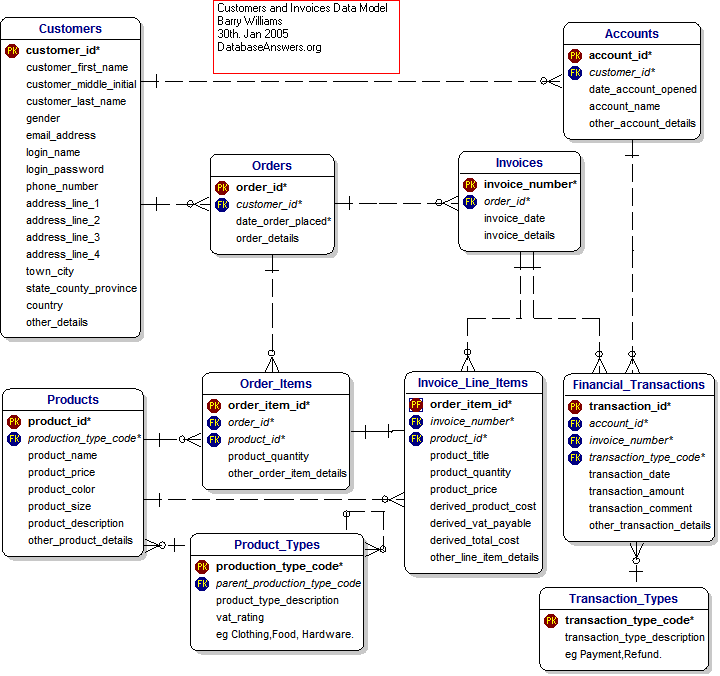 Customers and Invoices Data Model
Barry Williams
30th. Jan 2005
DatabaseAnswers.org
Customers
PK customer_id*
customer_first_name
customer_middle_initial
customer_last_name
gender
email_address
login_name
login_password
phone_number
address_line_1
address_line_2
address_line_3
address_line_4
town_city
state_county_province
country
other_details
Accounts
PK account_id*
FK customer_id*
date_account_opened
account_name
other_account_details
Orders
PK order_id*
FK customer_id*
date_order_placed*
order_details
Invoices
PK invoice_number*
FK order_id*
invoice_date
invoice_details
Products
PK product_id*
FK production_type_code*
product_name
product_price
product_color
product_size
product_description
other_product_details
Order_Items
PK order_item_id*
FK order_id*
FK product_id*
product_quantity
other_order_item_details
Invoice_Line_Items
PF order_item_id*
FK invoice_number*
FK product_id*
product_title
product_quantity
product_price
derived_product_cost
derived_vat_payable
derived_total_cost
other_line_item_details
Financial_Transactions
PK transaction_id*
FK account_id*
FK invoice_number*
FK transaction_type_code*
transaction_date
transaction_amount
transaction_comment
other_transaction_details
Product_Types
PK production_type_code*
FK parent_production_type_code
product_type_description
vat_rating
eg Clothing,Food, Hardware.
Transaction_Types
PK transaction_type_code*
transaction_type_description
eg Payment,Refund.